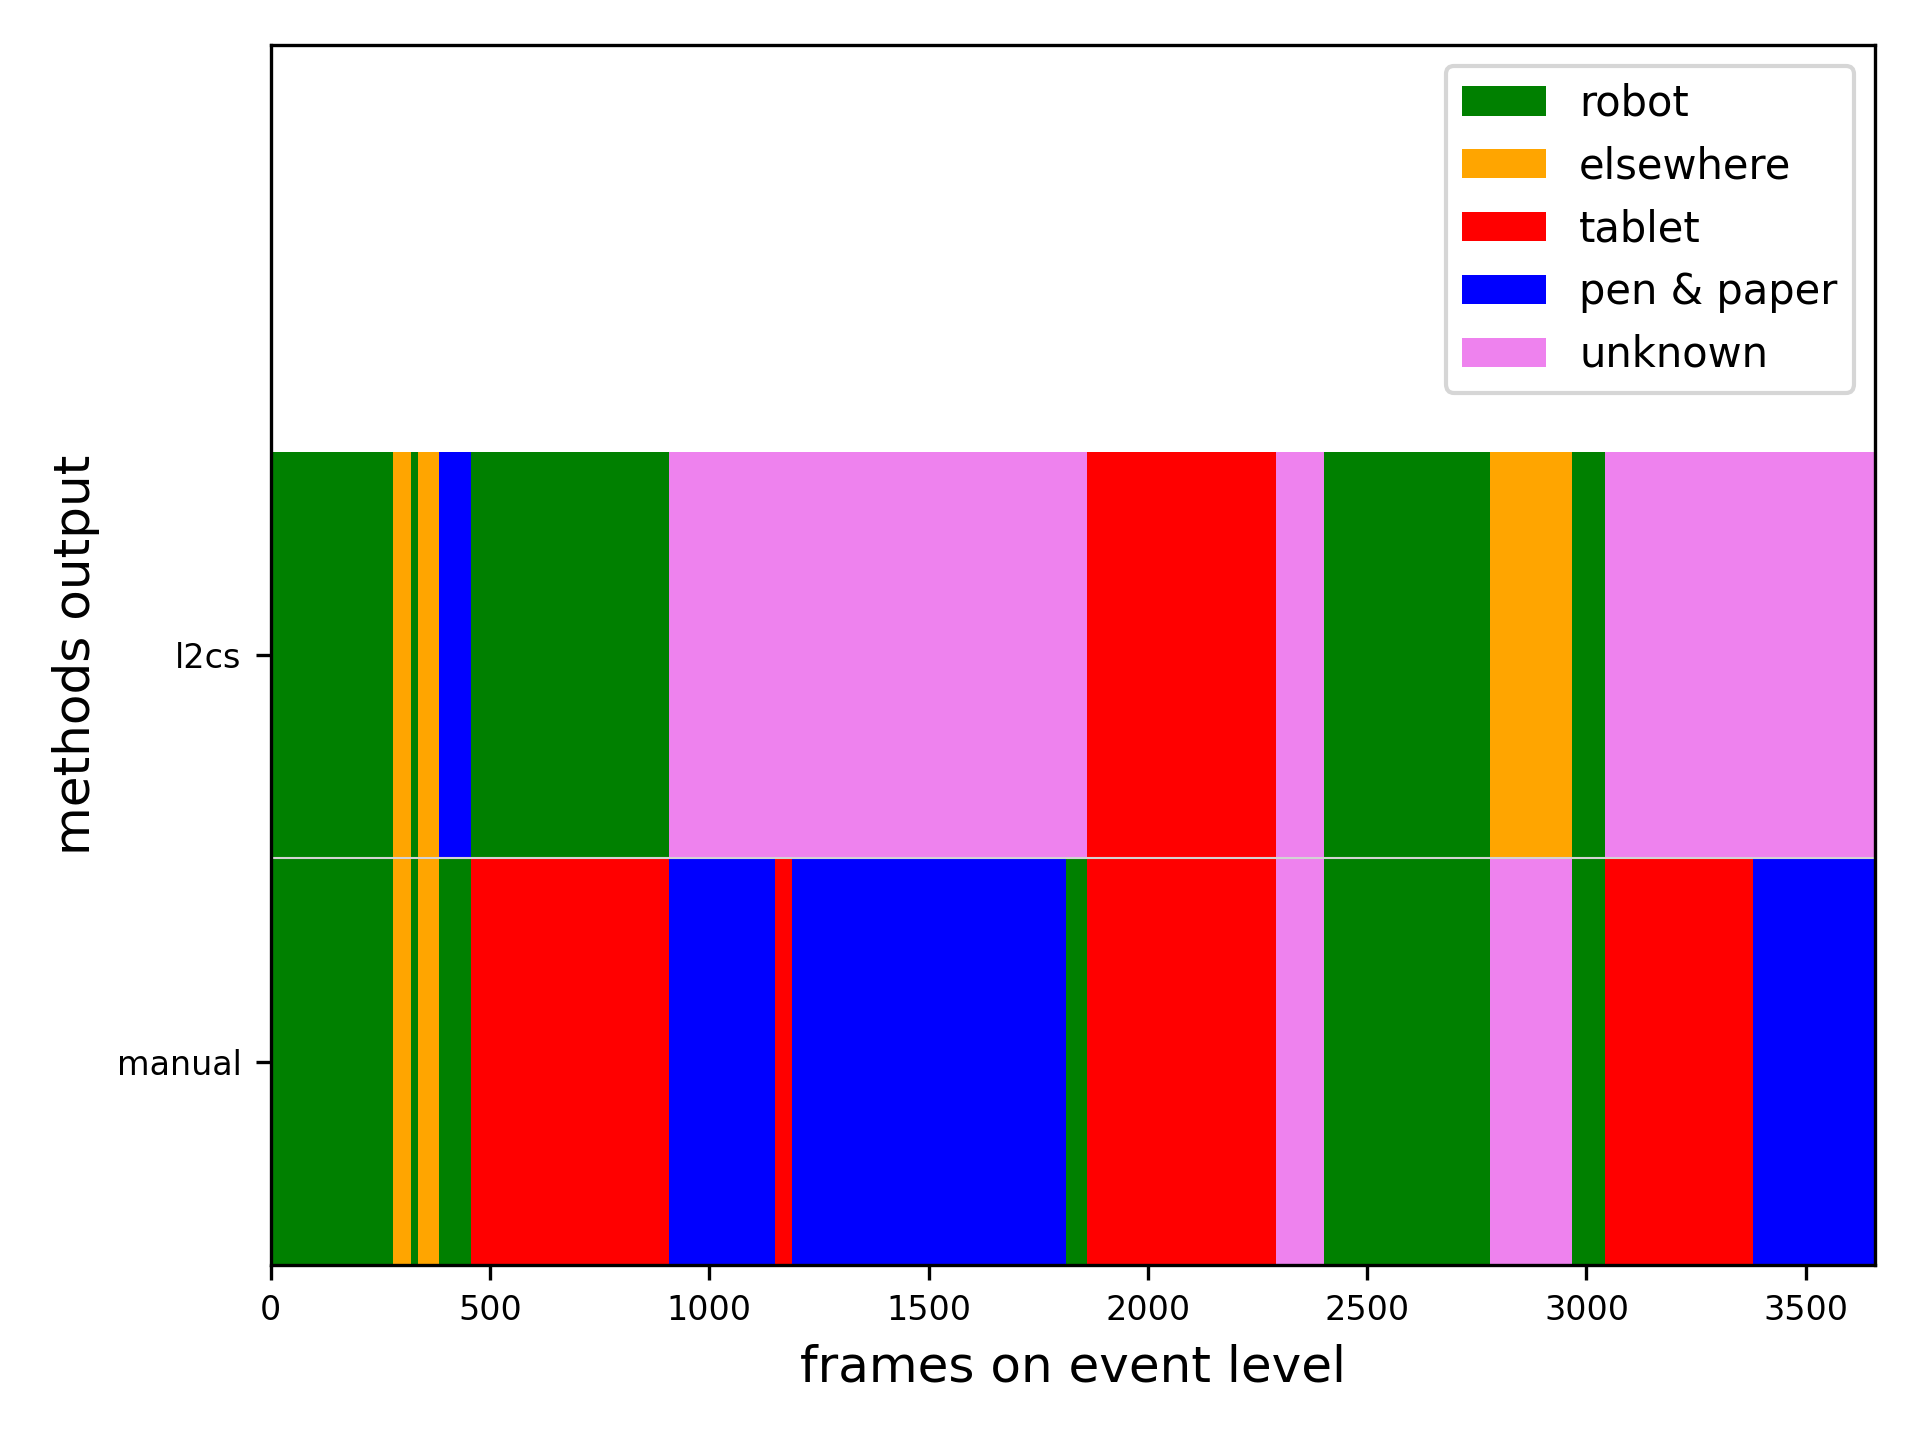 robot
elsewhere
tablet
pen & paper
unknown
methods output
l2cs
manual
0 500 1000 1500 2000 2500 3000 3500
frames on event level